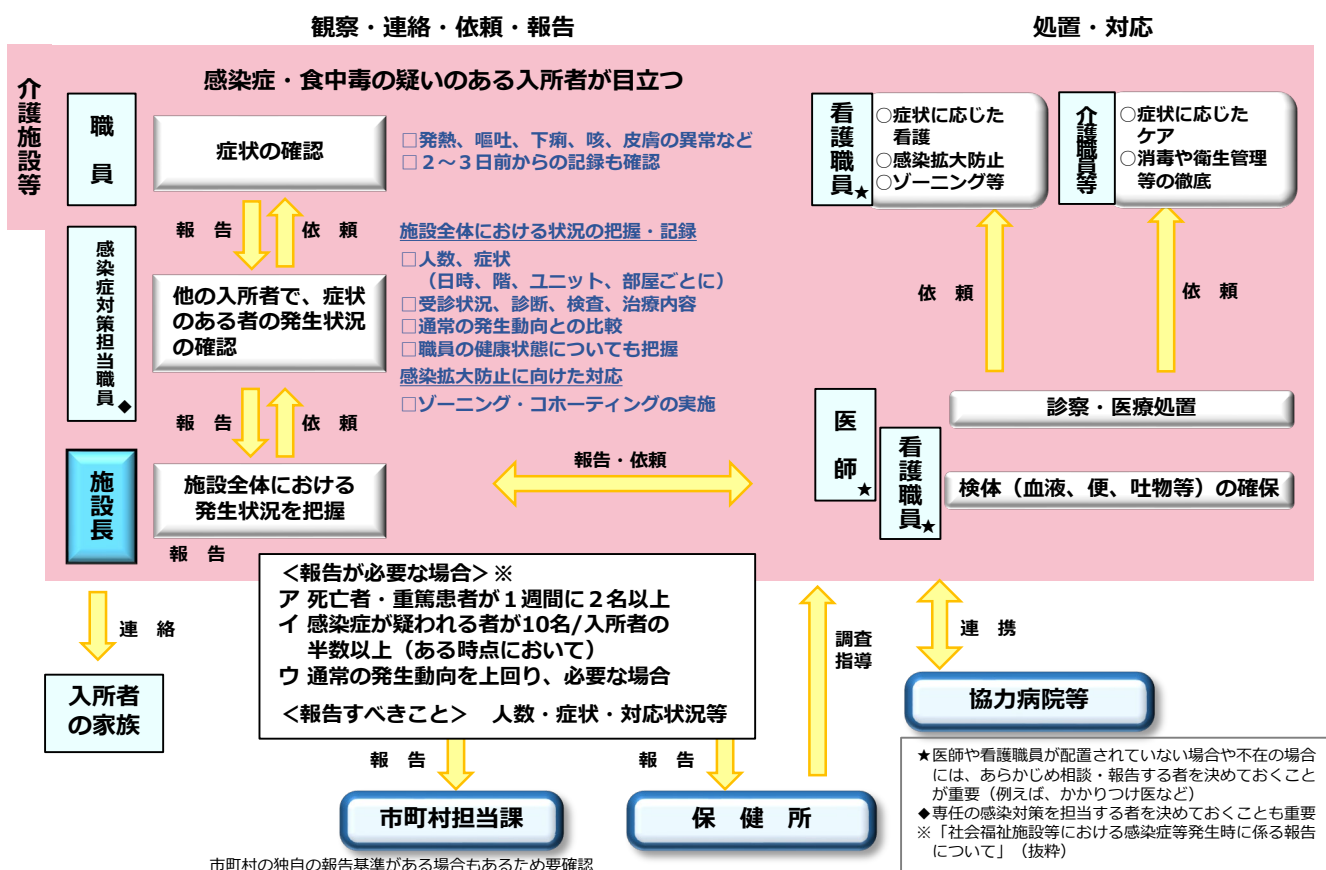 観察・連絡・依頼・報告
処置・対応
介護施設等
感染症・食中毒の疑いのある入所者が目立つ
職員
症状の確認
□発熱、嘔吐、下痢、咳、皮膚の異常など
□２～３日前からの記録も確認
報 告
依 頼
感染症対策担当職員◆
他の入所者で、症状
のある者の発生状況
の確認
施設全体における状況の把握・記録
□人数、症状
（日時、階、ユニット、部屋ごとに）
□受診状況、診断、検査、治療内容
□通常の発生動向との比較
□職員の健康状態についても把握
感染拡大防止に向けた対応
□ゾーニング・コホーティングの実施
報 告
依 頼
施設長
施設全体における
発生状況を把握
報告・依頼
報 告
看護職員★
○症状に応じた
看護
○感染拡大防止
○ゾーニング等
介護職員等
○症状に応じた
ケア
○消毒や衛生管理
等の徹底
依 頼
依 頼
医師★
看護職員★
診察・医療処置
検体（血液、便、吐物等）の確保
＜報告が必要な場合＞※
ア 死亡者・重篤患者が１週間に２名以上
イ 感染症が疑われる者が10名/入所者の
半数以上（ある時点において）
ウ 通常の発生動向を上回り、必要な場合
＜報告すべきこと＞ 人数・症状・対応状況等
連 絡
入所者
の家族
報 告
報 告
調査
指導
連 携
市町村担当課
保 健 所
協力病院等
市町村の独自の報告基準がある場合もあるため要確認
★医師や看護職員が配置されていない場合や不在の場合
には、あらかじめ相談・報告する者を決めておくこと
が重要（例えば、かかりつけ医など）
◆専任の感染対策を担当する者を決めておくことも重要
※「社会福祉施設等における感染症等発生時に係る報告
について」（抜粋）